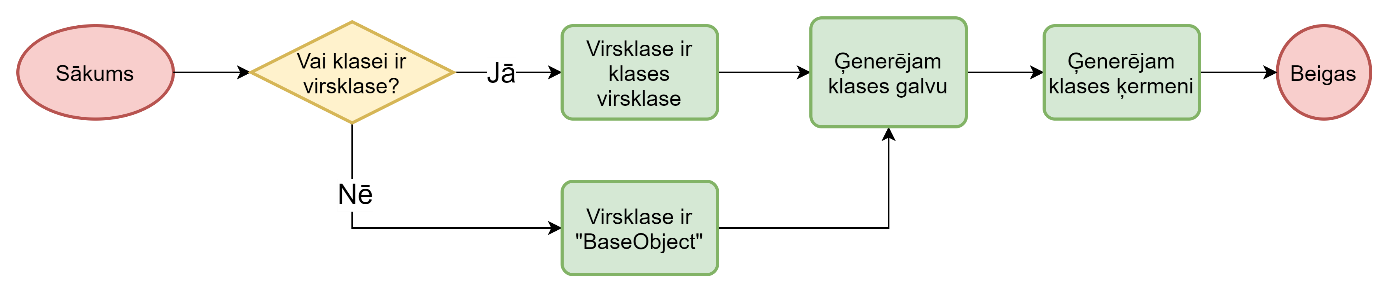 Sākums
Vai klasei ir
virsklase?
Jā
Virsklase ir
klases
virsklase
Ģenerējam
klases galvu
Ģenerējam
klases ķermeni
Beigas
Nē
Virsklase ir
"BaseObject"